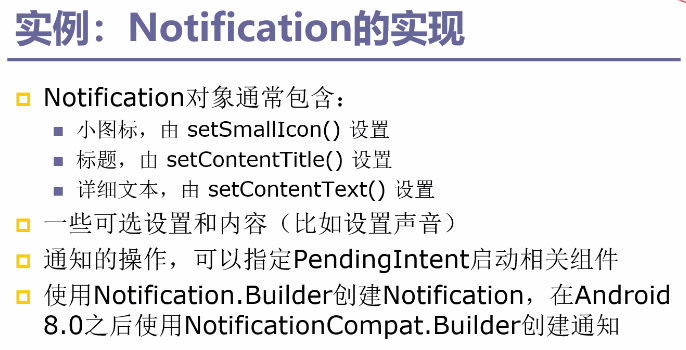 实例：Notification的实现
Notification对象通常包含：
小图标，由 setSmallIcon() 设置
标题，由 setContentTitle() 设置
详细文本，由 setContentText() 设置
一些可选设置和内容（比如设置声音）
通知的操作，可以指定PendingIntent启动相关组件
使用Notification.Builder创建Notification，在Android
8.0之后使用NotificationCompat.Builder创建通知